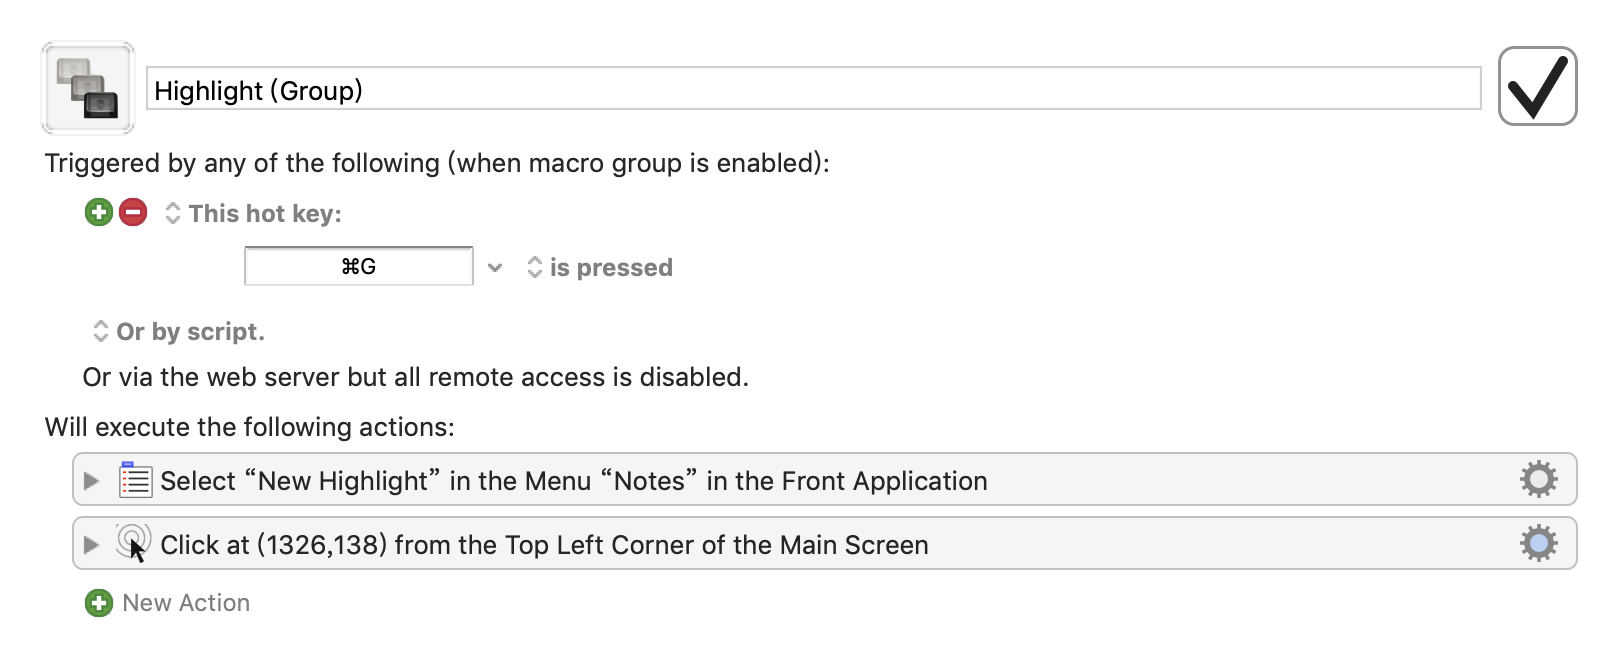 Highlight (Group)
Triggered by any of the following (when macro group is enabled):
This hot key:
⌘G is pressed
Or by script.
Or via the web server but all remote access is disabled.
Will execute the following actions:
Select “New Highlight” in the Menu “Notes” in the Front Application
Click at (1326,138) from the Top Left Corner of the Main Screen
New Action